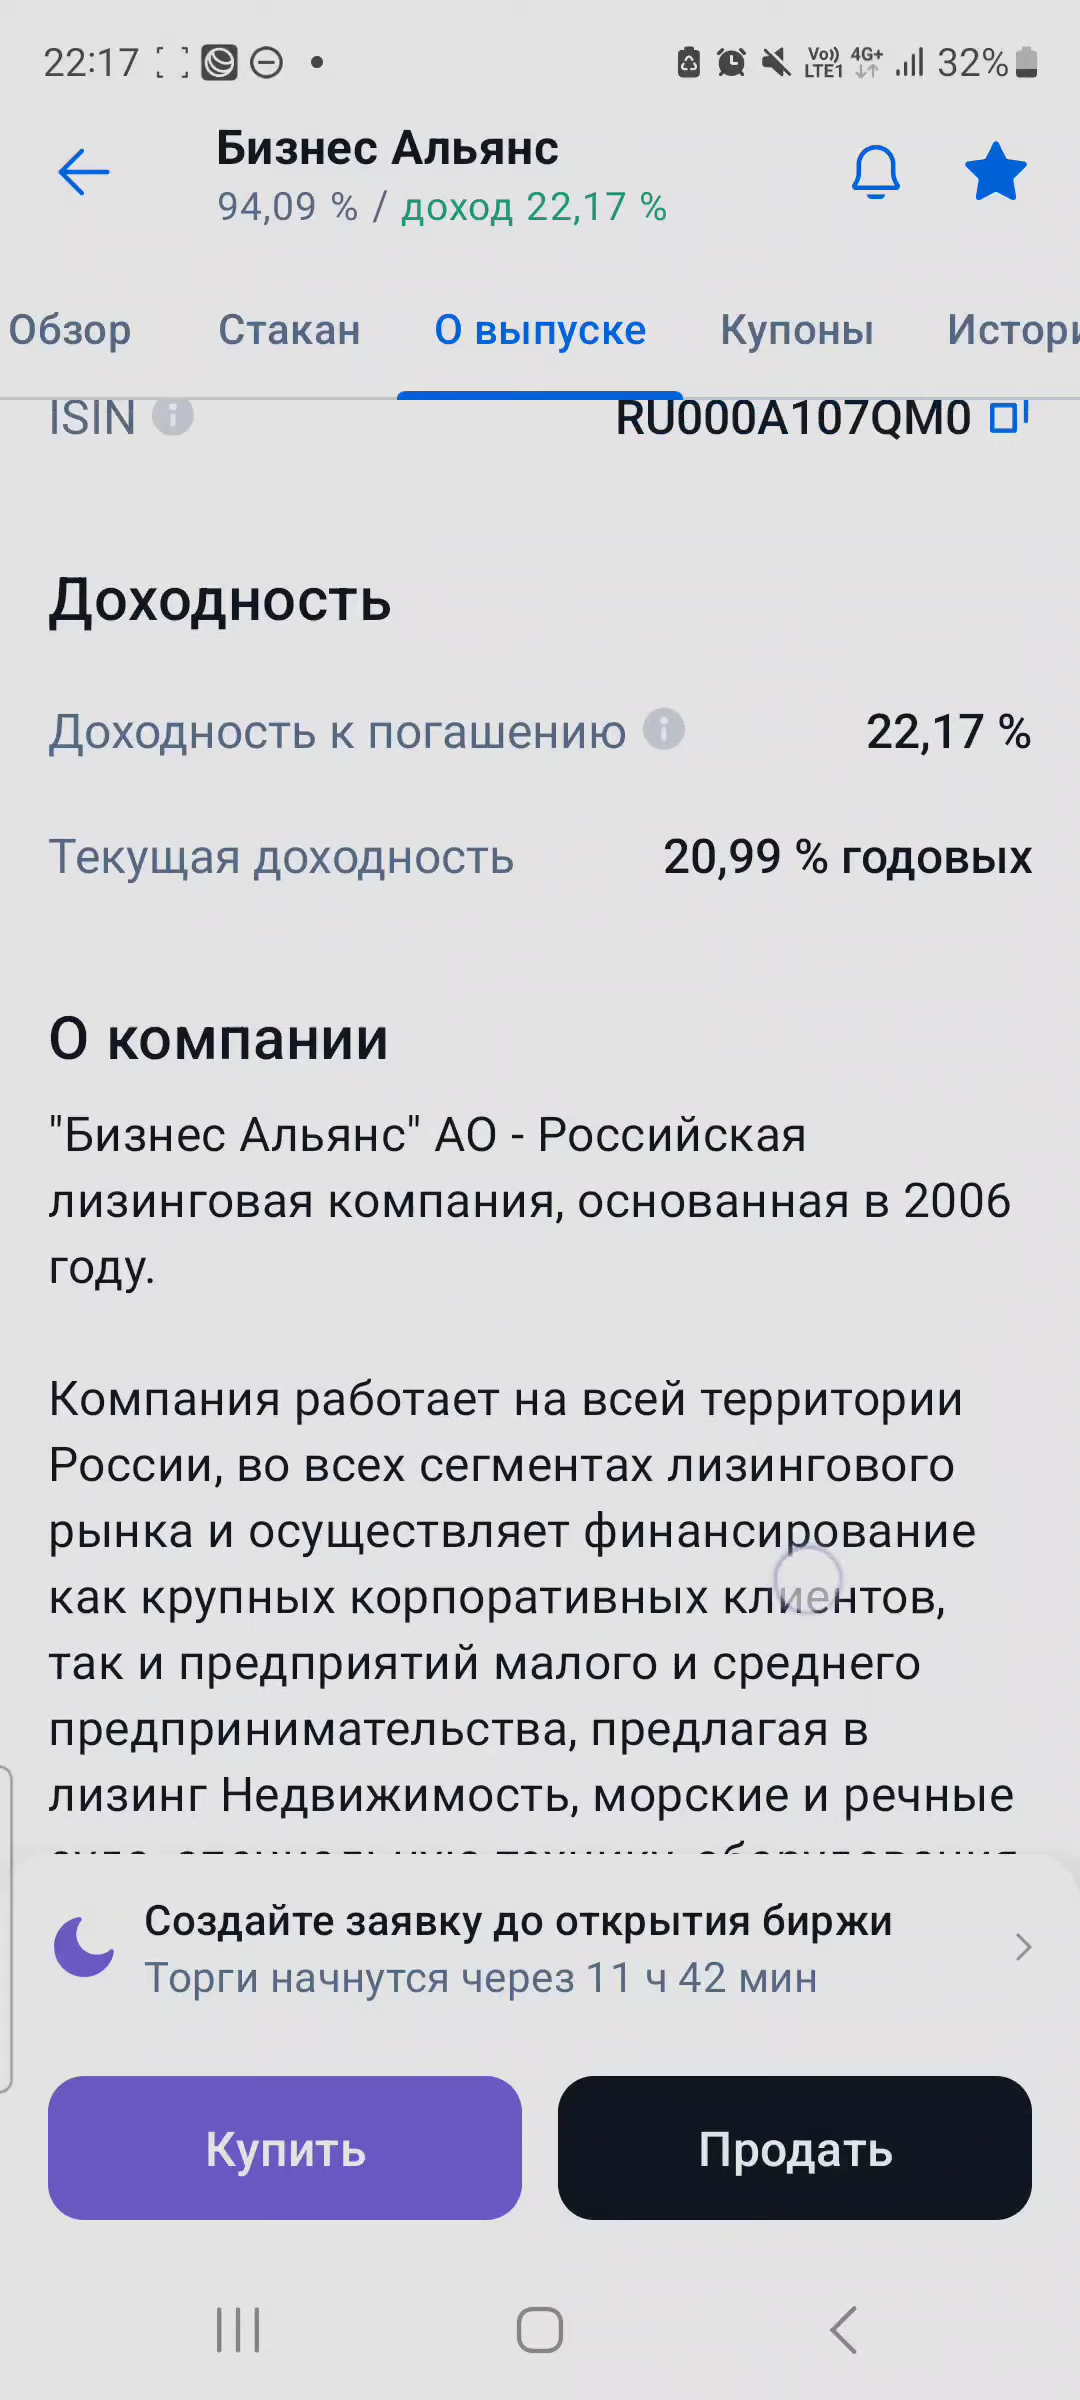 22:17
Vo)) LTE1 4G+ 32%
Бизнес Альянс
94,09 % / доход 22,17 %
Обзор Стакан О выпуске Купоны Истори
ISIN RU000A107QM0
Доходность
Доходность к погашению 22,17 %
Текущая доходность 20,99 % годовых
О компании
"Бизнес Альянс" АО - Российская
лизинговая компания, основанная в 2006
году.
Компания работает на всей территории
России, во всех сегментах лизингового
рынка и осуществляет финансирование
как крупных корпоративных клиентов,
так и предприятий малого и среднего
предпринимательства, предлагая в
лизинг Недвижимость, морские и речные
Создайте заявку до открытия биржи
Торги начнутся через 11 ч 42 мин
Купить Продать